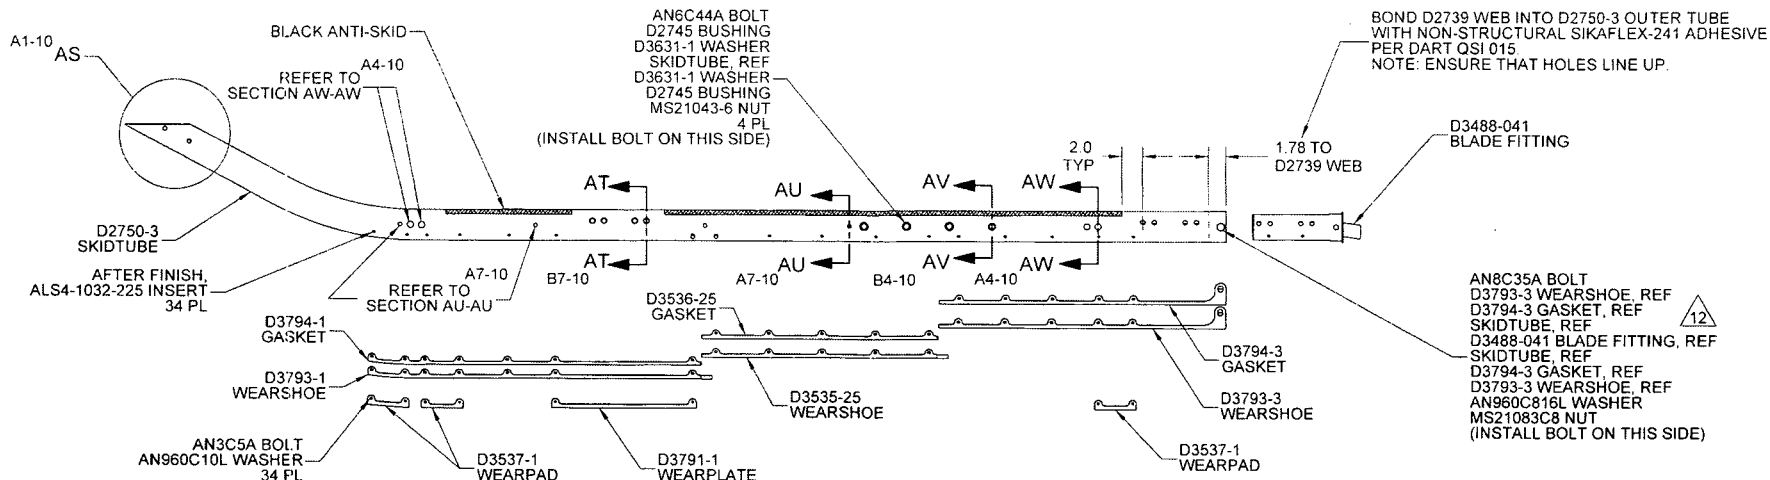 A1-10
AS
BLACK ANTI-SKID
REFER TO
A4-10
SECTION AW-AW
AN6C44A BOLT
D2745 BUSHING
D3631-1 WASHER
SKIDTUBE, REF
D3631-1 WASHER
D2745 BUSHING
MS21043-6 NUT
4 PL
(INSTALL BOLT ON THIS SIDE)
BOND D2739 WEB INTO D2750-3 OUTER TUBE
WITH NON-STRUCTURAL SIKAFLEX-241 ADHESIVE
PER DART QSI 015.
NOTE: ENSURE THAT HOLES LINE UP.
2.0
TYP
1.78 TO
D2739 WEB
D3488-041
BLADE FITTING
AT
AU
AV
AW
D2750-3
SKIDTUBE
AFTER FINISH,
ALS4-1032-225 INSERT
34 PL
REFER TO
SECTION AU-AU
A7-10
AT
B7-10
AU
A7-10
AV
B4-10
AW
A4-10
D3794-1
GASKET
D3793-1
WEARSHOE
AN3C5A BOLT
AN960C10L WASHER
34 PL
D3537-1
WEARPAD
D3791-1
WEARPLATE
D3536-25
GASKET
D3535-25
WEARSHOE
D3794-3
GASKET
D3793-3
WEARSHOE
D3537-1
WEARPAD
AN8C35A BOLT
D3793-3 WEARSHOE, REF
D3794-3 GASKET, REF
SKIDTUBE, REF
D3488-041 BLADE FITTING, REF
SKIDTUBE, REF
D3794-3 GASKET, REF
D3793-3 WEARSHOE, REF
AN960C816L WASHER
MS21083C8 NUT
(INSTALL BOLT ON THIS SIDE)
12